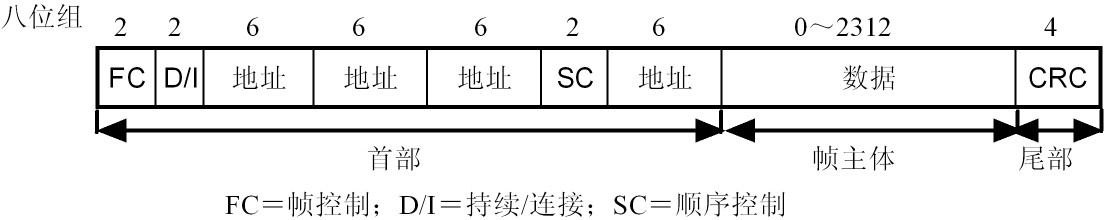 八位组 2 2 6 6 6 2 6 0～2312 4
FC D/I 地址 地址 地址 SC 地址 数据 CRC
首部 帧主体 尾部
FC＝帧控制；D/I＝持续/连接；SC＝顺序控制